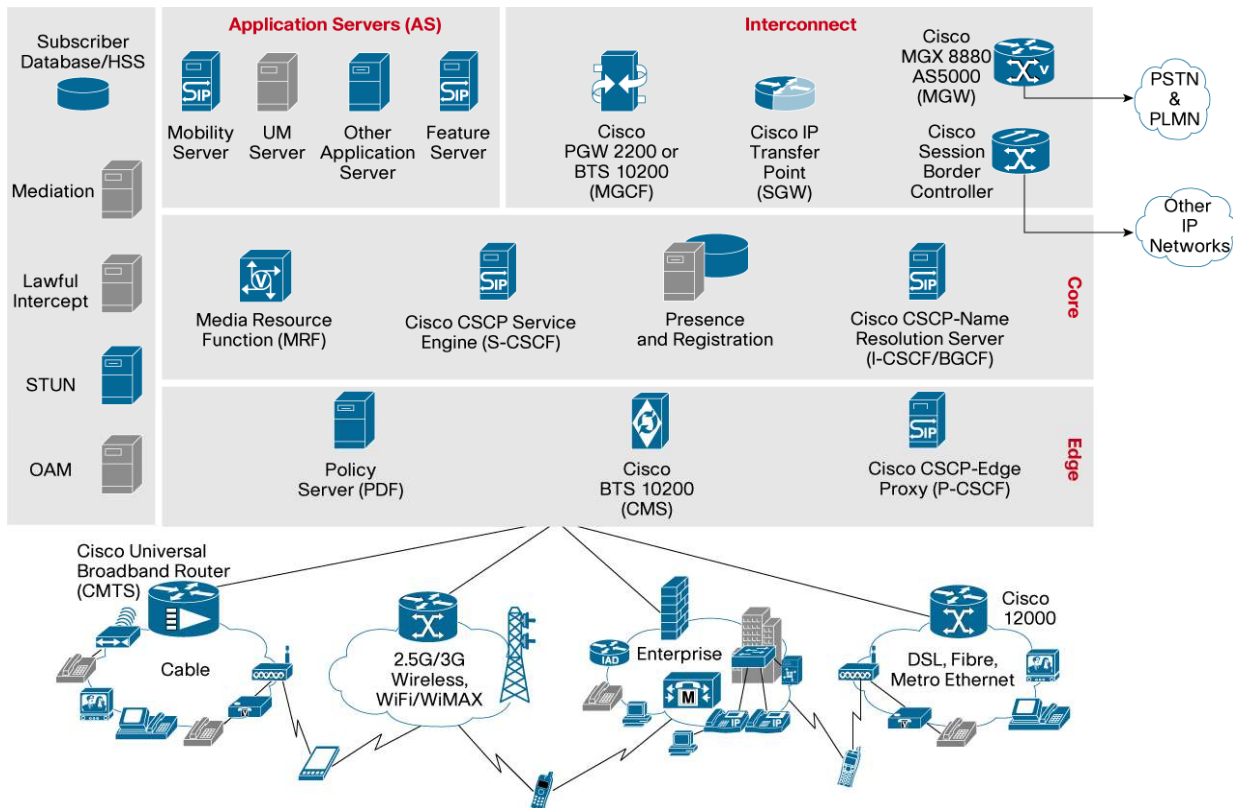 Subscriber
Database/HSS
Mediation
Lawful
Intercept
STUN
OAM
Application Servers (AS)
SIP
Mobility
Server
UM
Server
Other
Application
Server
SIP
Feature
Server
Interconnect
Cisco
PGW 2200 or
BTS 10200
(MGCF)
Cisco IP
Transfer
Point
(SGW)
Cisco
MGX 8880
AS5000
(MGW)
V
Cisco
Session
Border
Controller
PSTN
&
PLMN
Other
IP
Networks
V
Media Resource
Function (MRF)
SIP
Cisco CSCP Service
Engine (S-CSCF)
Presence
and Registration
SIP
Cisco CSCP-Name
Resolution Server
(I-CSCF/BGCF)
Core
Policy
Server (PDF)
Cisco
BTS 10200
(CMS)
SIP
Cisco CSCP-Edge
Proxy (P-CSCF)
Edge
Cisco Universal
Broadband Router
(CMTS)
Cable
V
2.5G/3G
Wireless,
WiFi/WiMAX
IAD
Enterprise
M
IP
IP
Cisco
12000
DSL, Fibre,
Metro Ethernet
V